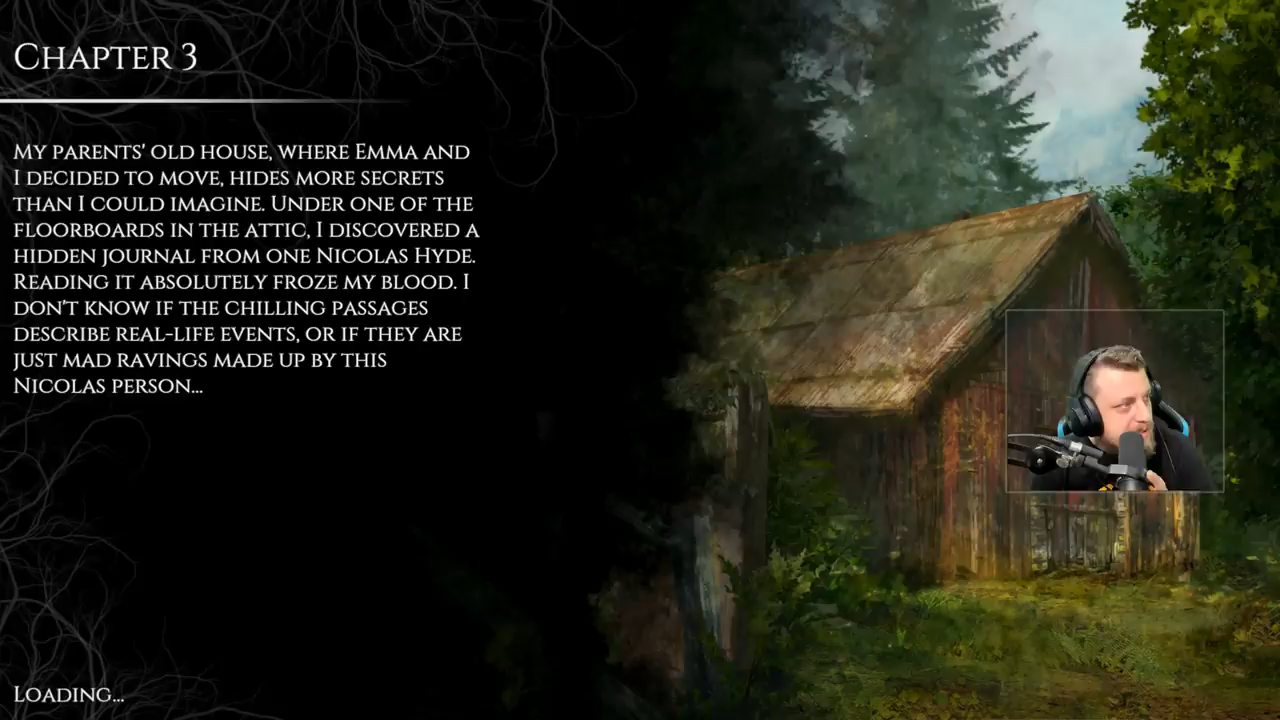 Chapter 3
My parents' old house, where Emma and
I decided to move, hides more secrets
than I could imagine. Under one of the
floorboards in the attic, I discovered a
hidden journal from one Nicolas Hyde.
Reading it absolutely froze my blood. I
don't know if the chilling passages
describe real-life events, or if they are
just mad ravings made up by this
Nicolas person...
Loading...